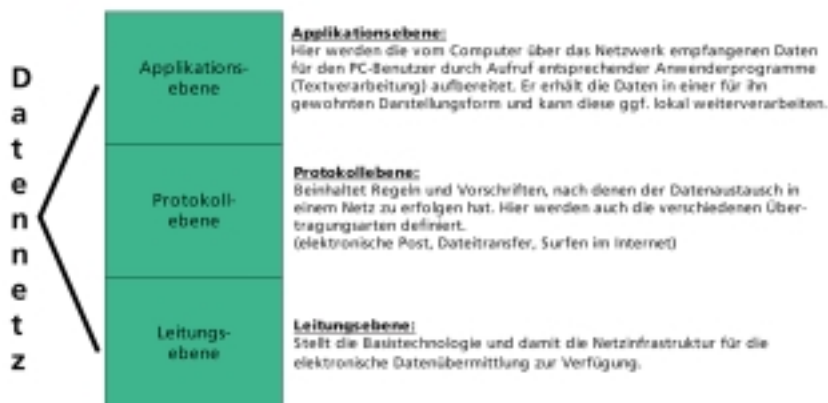 Datennetz
Applikations-
ebene
Applikationsebene:
Hier werden die vom Computer über das Netzwerk empfangenen Daten
für den PC-Benutzer durch Aufruf entsprechender Anwenderprogramme
(Textverarbeitung) aufbereitet. Er erhält die Daten in einer für ihn
gewohnten Darstellungsform und kann diese ggf. lokal weiterverarbeiten.
Protokoll-
ebene
Protokollebene:
Beinhaltet Regeln und Vorschriften, nach denen der Datenaustausch in
einem Netz zu erfolgen hat. Hier werden auch die verschiedenen Über-
tragungsarten definiert.
(elektronische Post, Dateitransfer, Surfen im Internet)
Leitungs-
ebene
Leitungsebene:
Stellt die Basistechnologie und damit die Netzinfrastruktur für die
elektronische Datenübermittlung zur Verfügung.